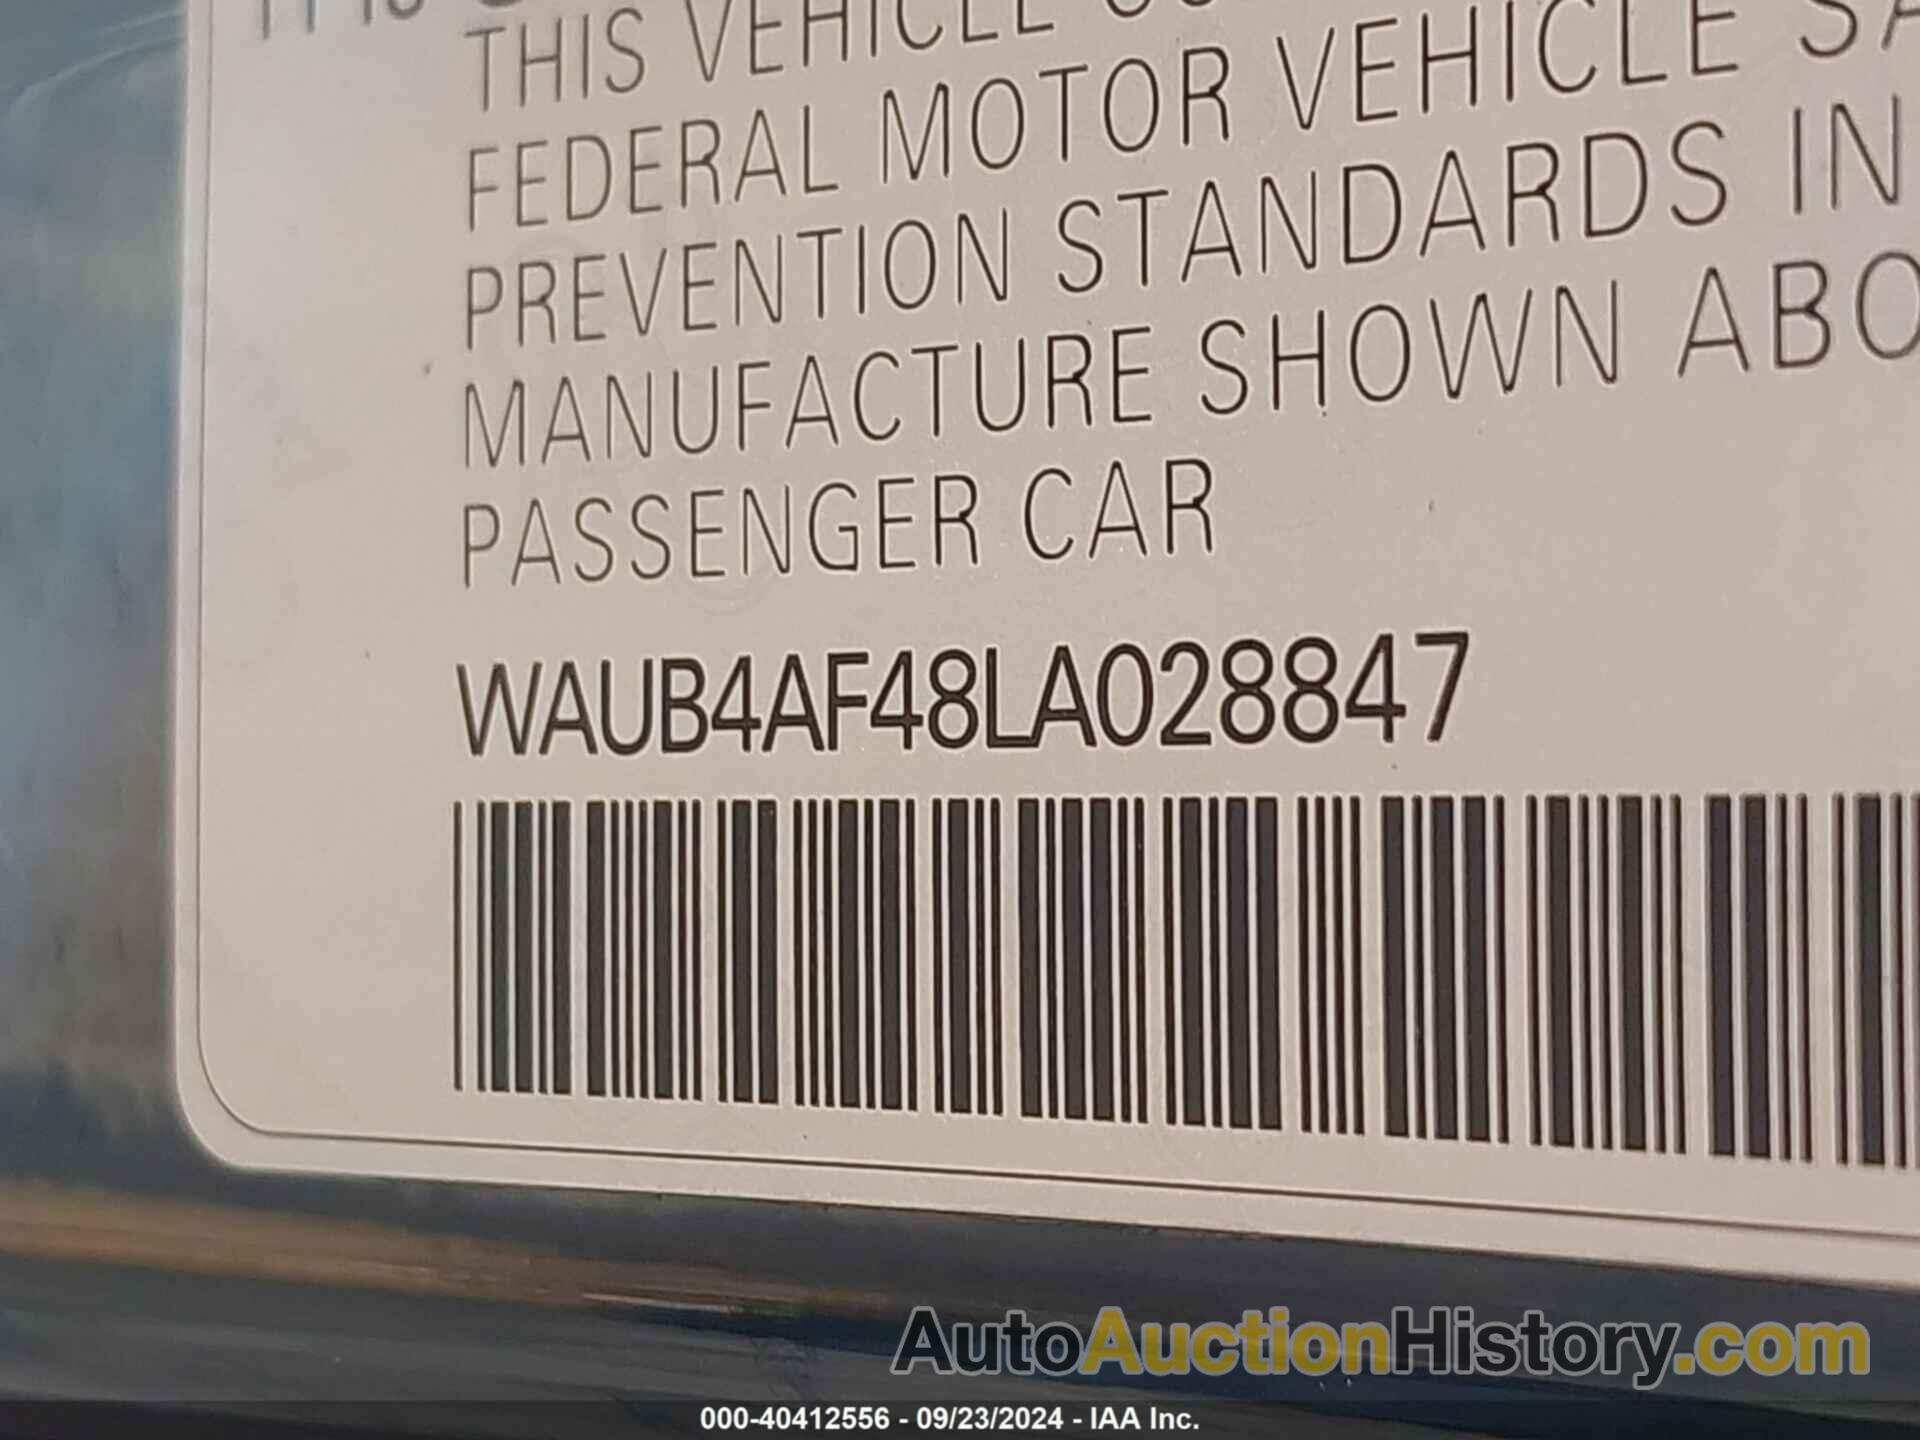 THIS VEHICLE
FEDERAL MOTOR VEHICLE
PREVENTION STANDARDS IN
MANUFACTURE SHOWN ABO
PASSENGER CAR
WAUB4AF48LA028847
AutoAuctionHistory.com
000-40412556 - 09/23/2024 - IAA Inc.